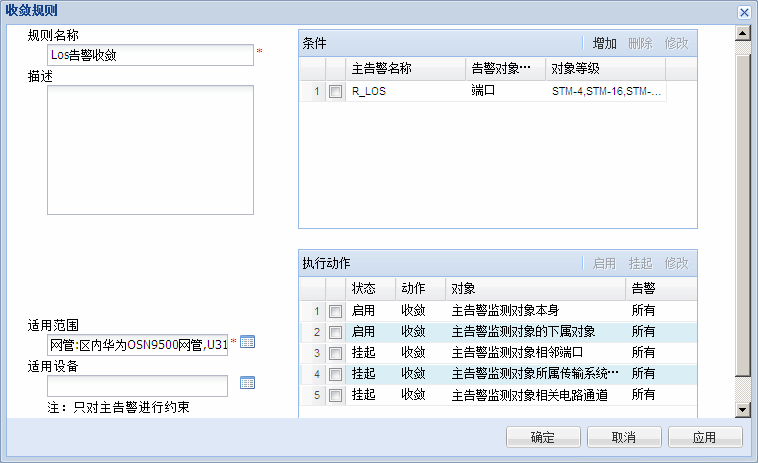 收敛规则
规则名称
Los告警收敛 *
描述
适用范围
网管:区内华为OSN9500网管,U31 *
适用设备
注：只对主告警进行约束
条件 增加 删除 修改
主告警名称 告警对象… 对象等级
1 R_LOS 端口 STM-4,STM-16,STM-...
执行动作 启用 挂起 修改
状态 动作 对象 告警
1 启用 收敛 主告警监测对象本身 所有
2 启用 收敛 主告警监测对象的下属对象 所有
3 挂起 收敛 主告警监测对象相邻端口 所有
4 挂起 收敛 主告警监测对象所属传输系统… 所有
5 挂起 收敛 主告警监测对象相关电路通道 所有
确定 取消 应用